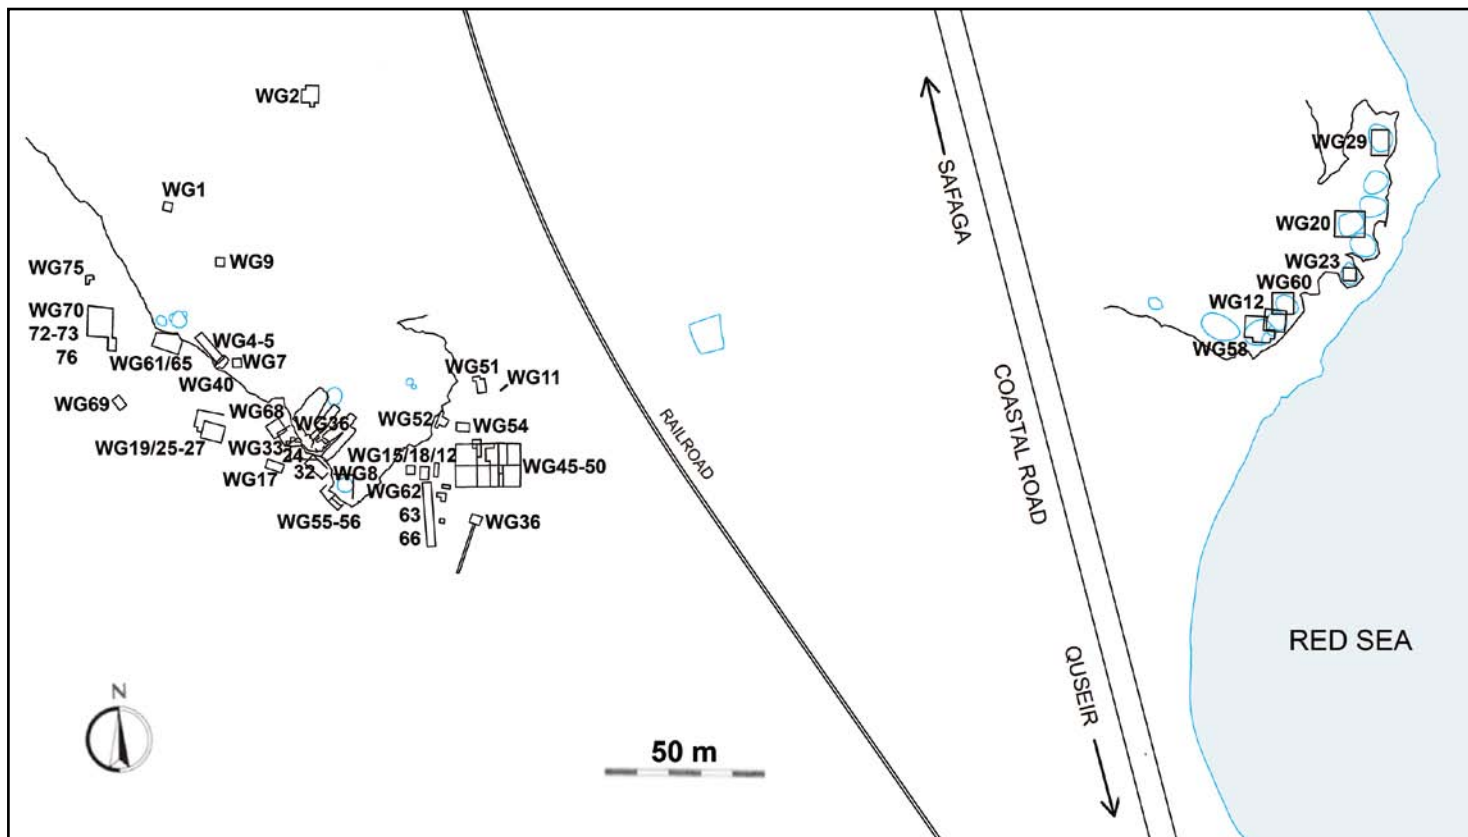 WG2
WG29
WG1
SAFAGA
WG20
WG9
WG23
WG75
WG60
WG70
72-73
76
WG12
WG58
WG4-5
WG61/65
WG7
WG51
WG11
WG40
WG69
COASTAL ROAD
WG68
WG36
WG52
WG54
RAILROAD
WG19/25-27
WG33
24
32
WG15/18/12
WG45-50
WG17
WG8
WG62
63
66
WG55-56
WG36
RED SEA
QUSEIR
N
50 m